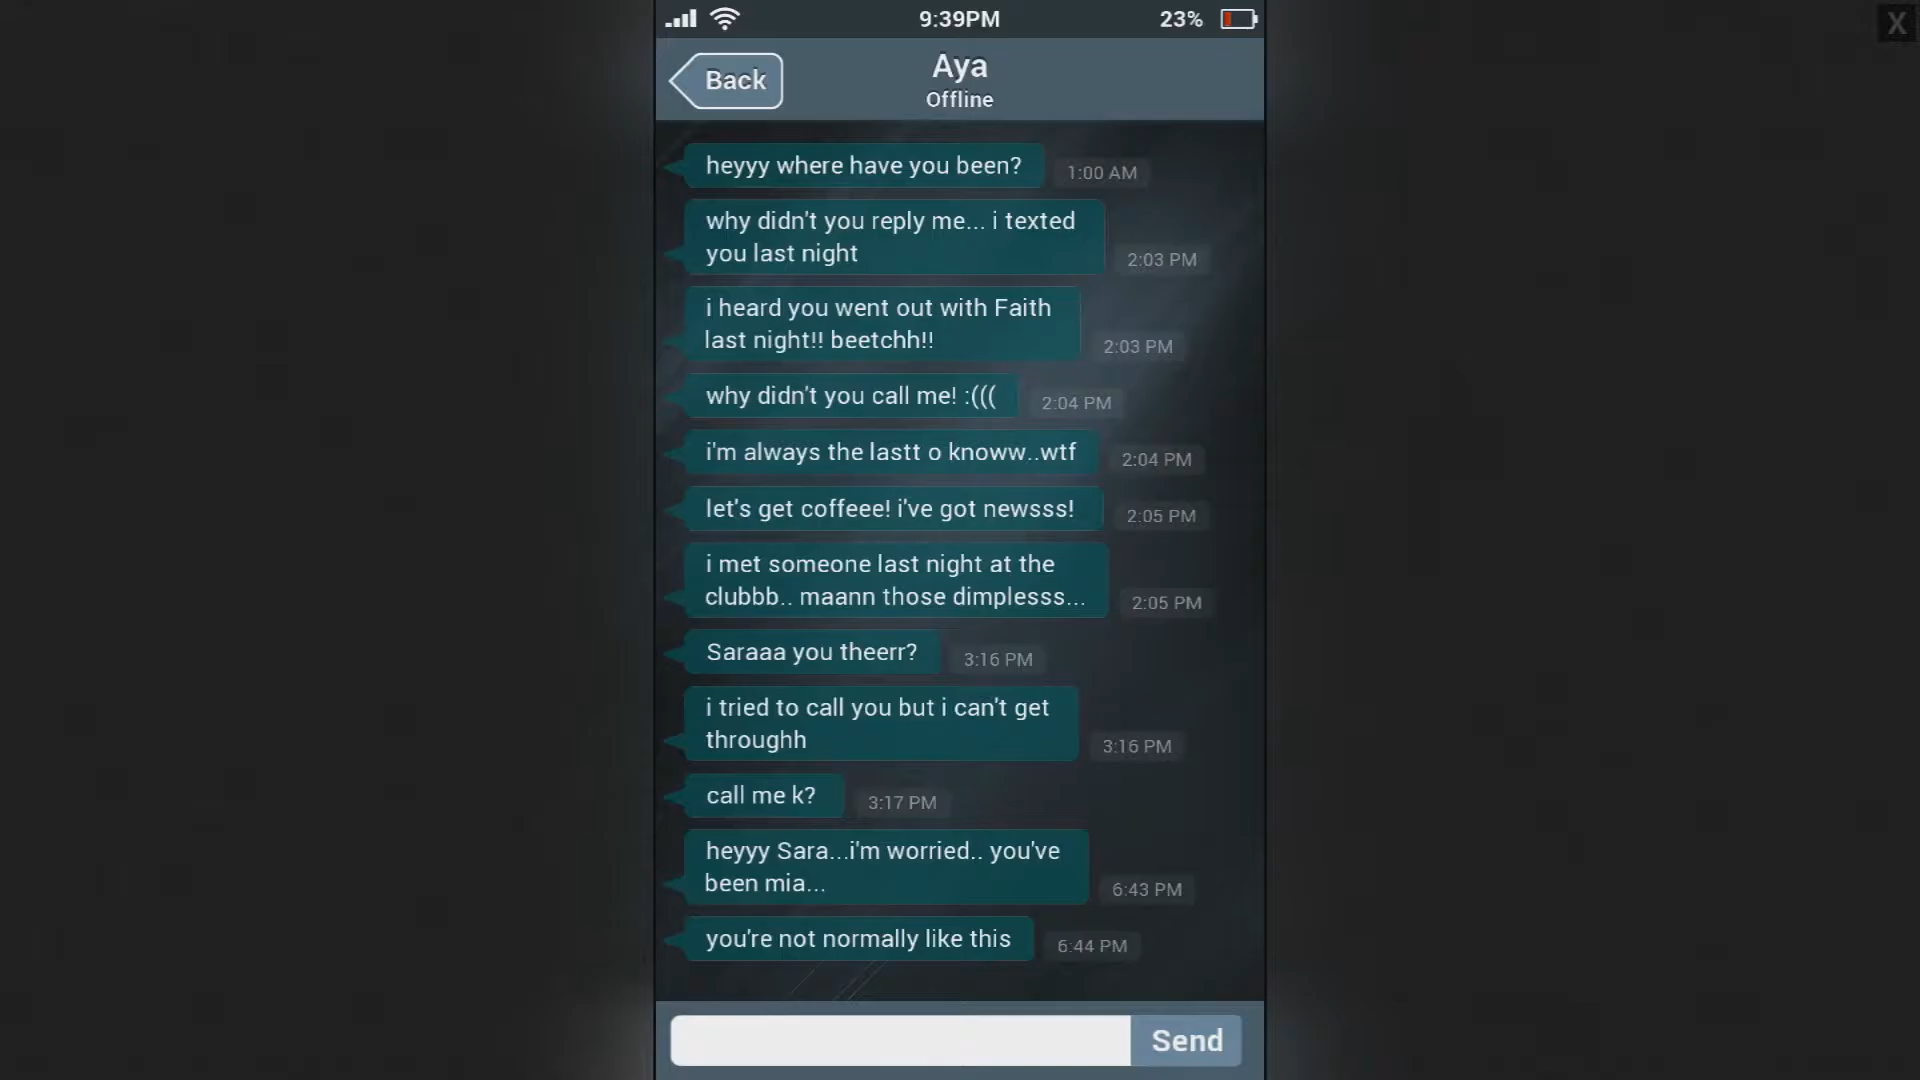 9:39PM
23%
X
Back
Aya
Offline
heyyy where have you been?
1:00 AM
why didn't you reply me... i texted
you last night
2:03 PM
i heard you went out with Faith
last night!! beetchh!!
2:03 PM
why didn't you call me! :(((
2:04 PM
i'm always the lastt o knoww..wtf
2:04 PM
let's get coffeee! i've got newsss!
2:05 PM
i met someone last night at the
clubbb.. maann those dimplesss...
2:05 PM
Saraaa you theerr?
3:16 PM
i tried to call you but i can't get
throughh
3:16 PM
call me k?
3:17 PM
heyyy Sara...i'm worried.. you've
been mia...
6:43 PM
you're not normally like this
6:44 PM
Send